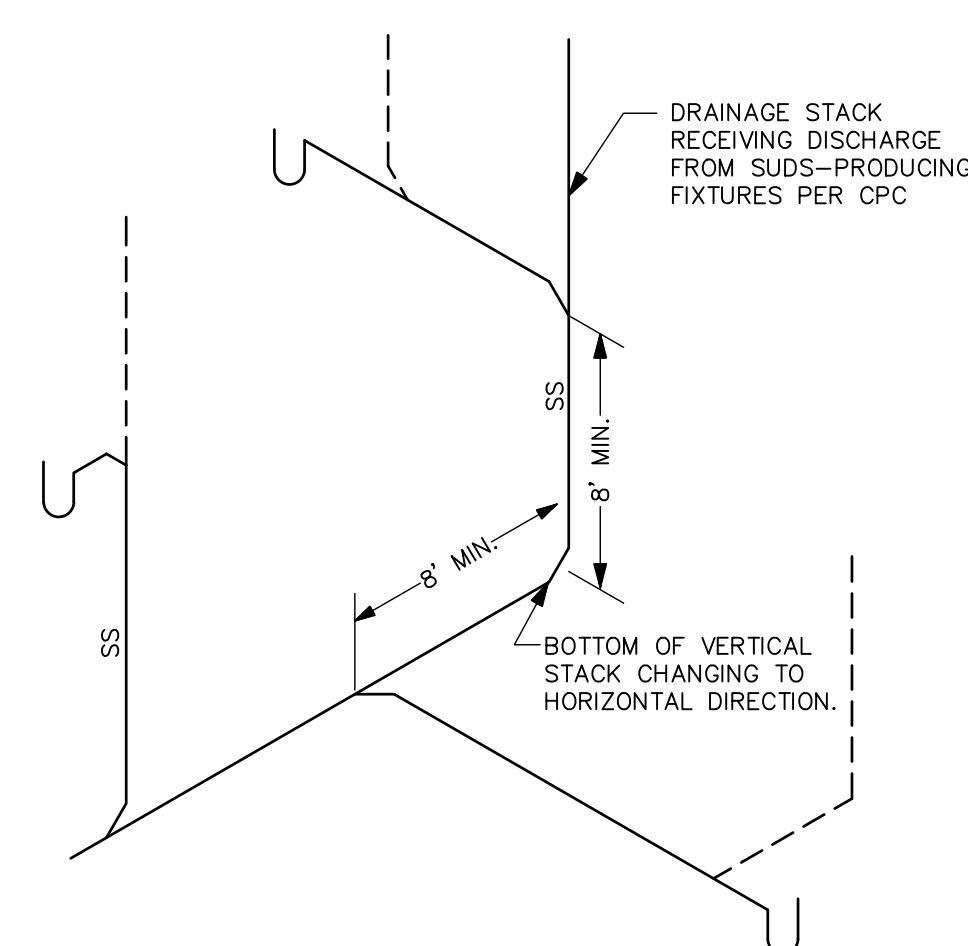 DRAINAGE STACK
RECEIVING DISCHARGE
FROM SUDS-PRODUCING
FIXTURES PER CPC
SS
8' MIN.
8' MIN.
SS
BOTTOM OF VERTICAL
STACK CHANGING TO
HORIZONTAL DIRECTION.